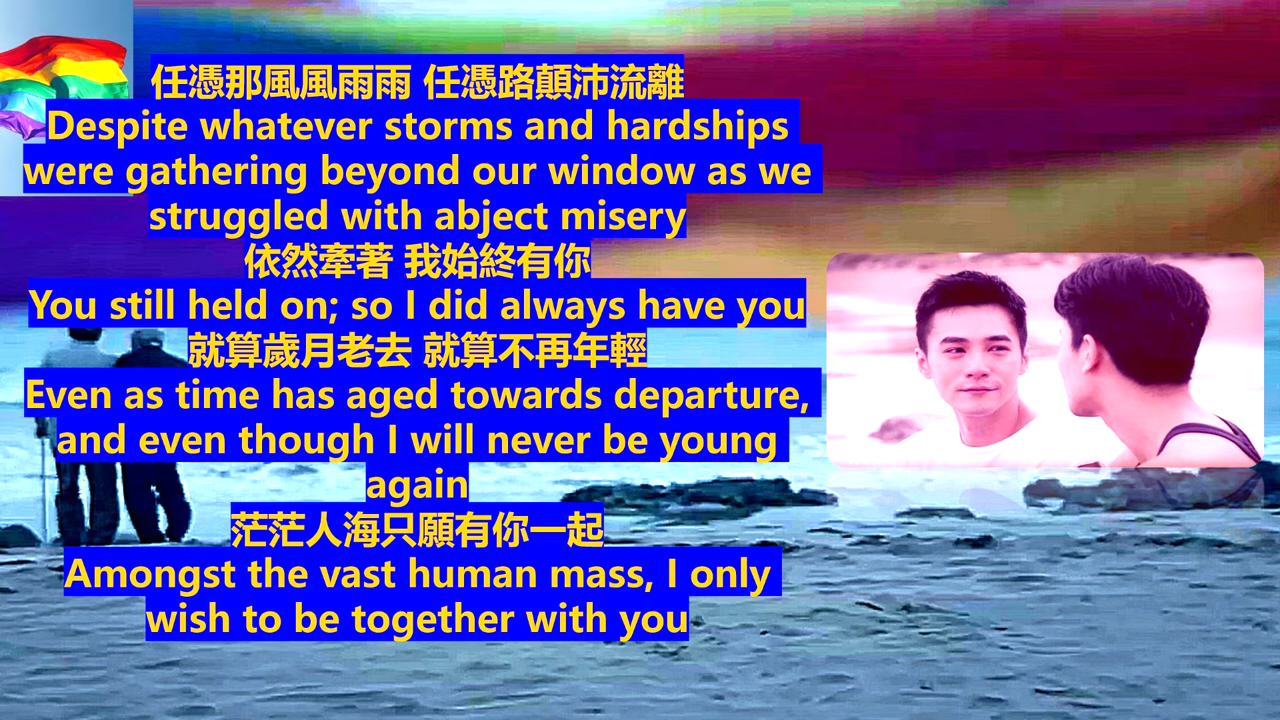 任憑那風風雨雨 任憑路顛沛流離
Despite whatever storms and hardships
were gathering beyond our window as we
struggled with abject misery
依然牽著 我始終有你
You still held on; so I did always have you
就算歲月老去 就算不再年輕
Even as time has aged towards departure,
and even though I will never be young
again
茫茫人海只願有你一起
Amongst the vast human mass, I only
wish to be together with you